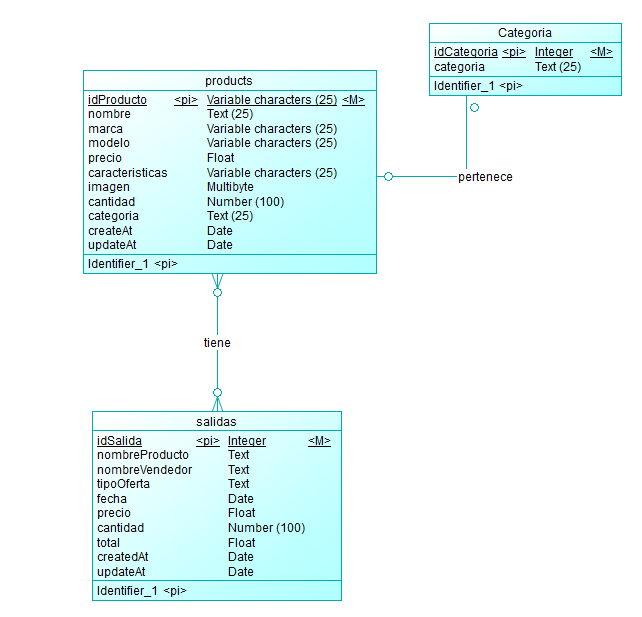 Categoria
idCategoria <pi> Integer <M>
categoria Text (25)
Identifier_1 <pi>
products
idProducto <pi> Variable characters (25) <M>
nombre Text (25)
marca Variable characters (25)
modelo Variable characters (25)
precio Float
caracteristicas Variable characters (25)
imagen Multibyte
cantidad Number (100)
categoria Text (25)
createAt Date
updateAt Date
Identifier_1 <pi>
pertenece
tiene
salidas
idSalida <pi> Integer <M>
nombreProducto Text
nombreVendedor Text
tipoOferta Text
fecha Date
precio Float
cantidad Number (100)
total Float
createdAt Date
updateAt Date
Identifier_1 <pi>